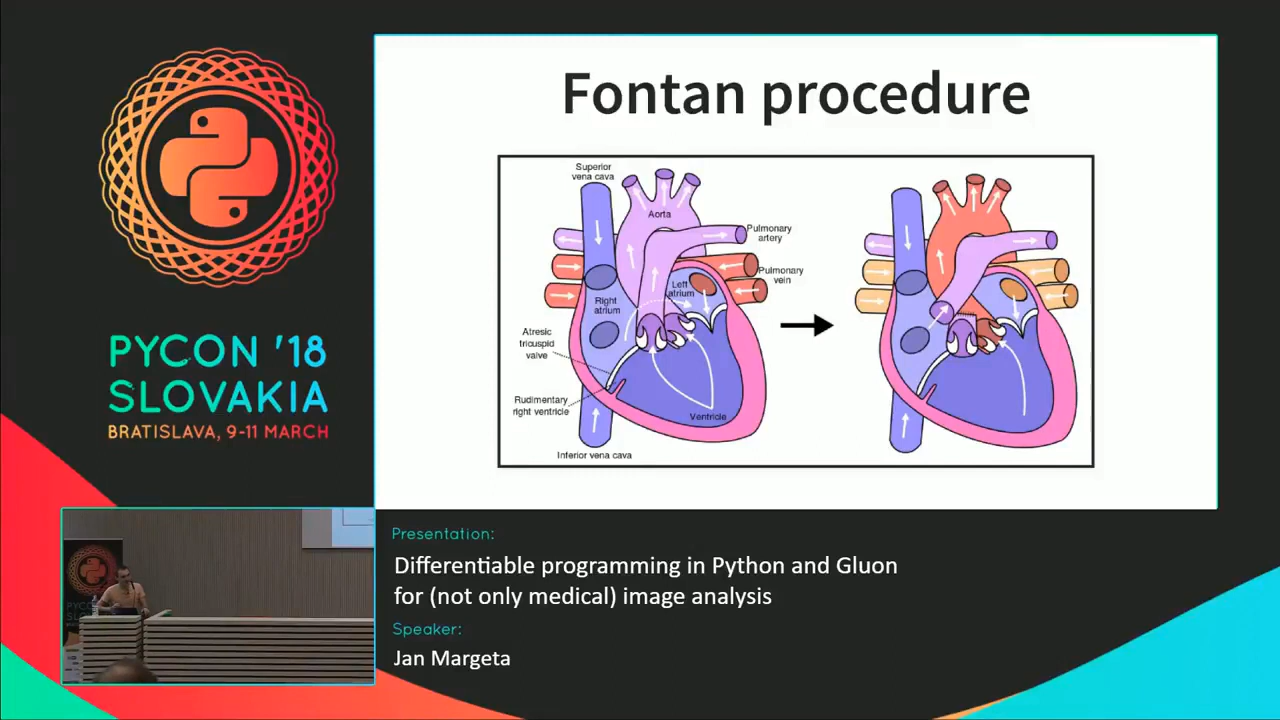 Fontan procedure
Superior
vena cava
Aorta
Pulmonary
artery
Pulmonary
vein
Left
atrium
Right
atrium
Atresic
tricuspid
valve
Rudimentary
right ventricle
Ventricle
Inferior vena cava
PYCON '18
SLOVAKIA
BRATISLAVA, 9-11 MARCH
Presentation:
Differentiable programming in Python and Gluon
for (not only medical) image analysis
Speaker:
Jan Margeta